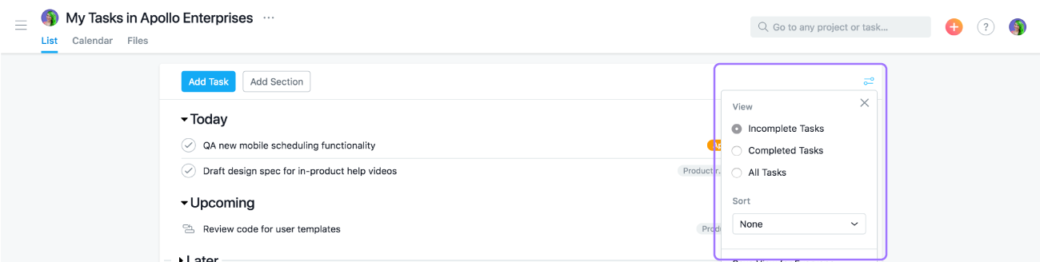 My Tasks in Apollo Enterprises ...
Go to any project or task...
?
List Calendar Files
Add Task Add Section
View
Today
Incomplete Tasks
QA new mobile scheduling functionality
Completed Tasks
Draft design spec for in-product help videos
All Tasks
Upcoming
Sort
Review code for user templates
None
Later